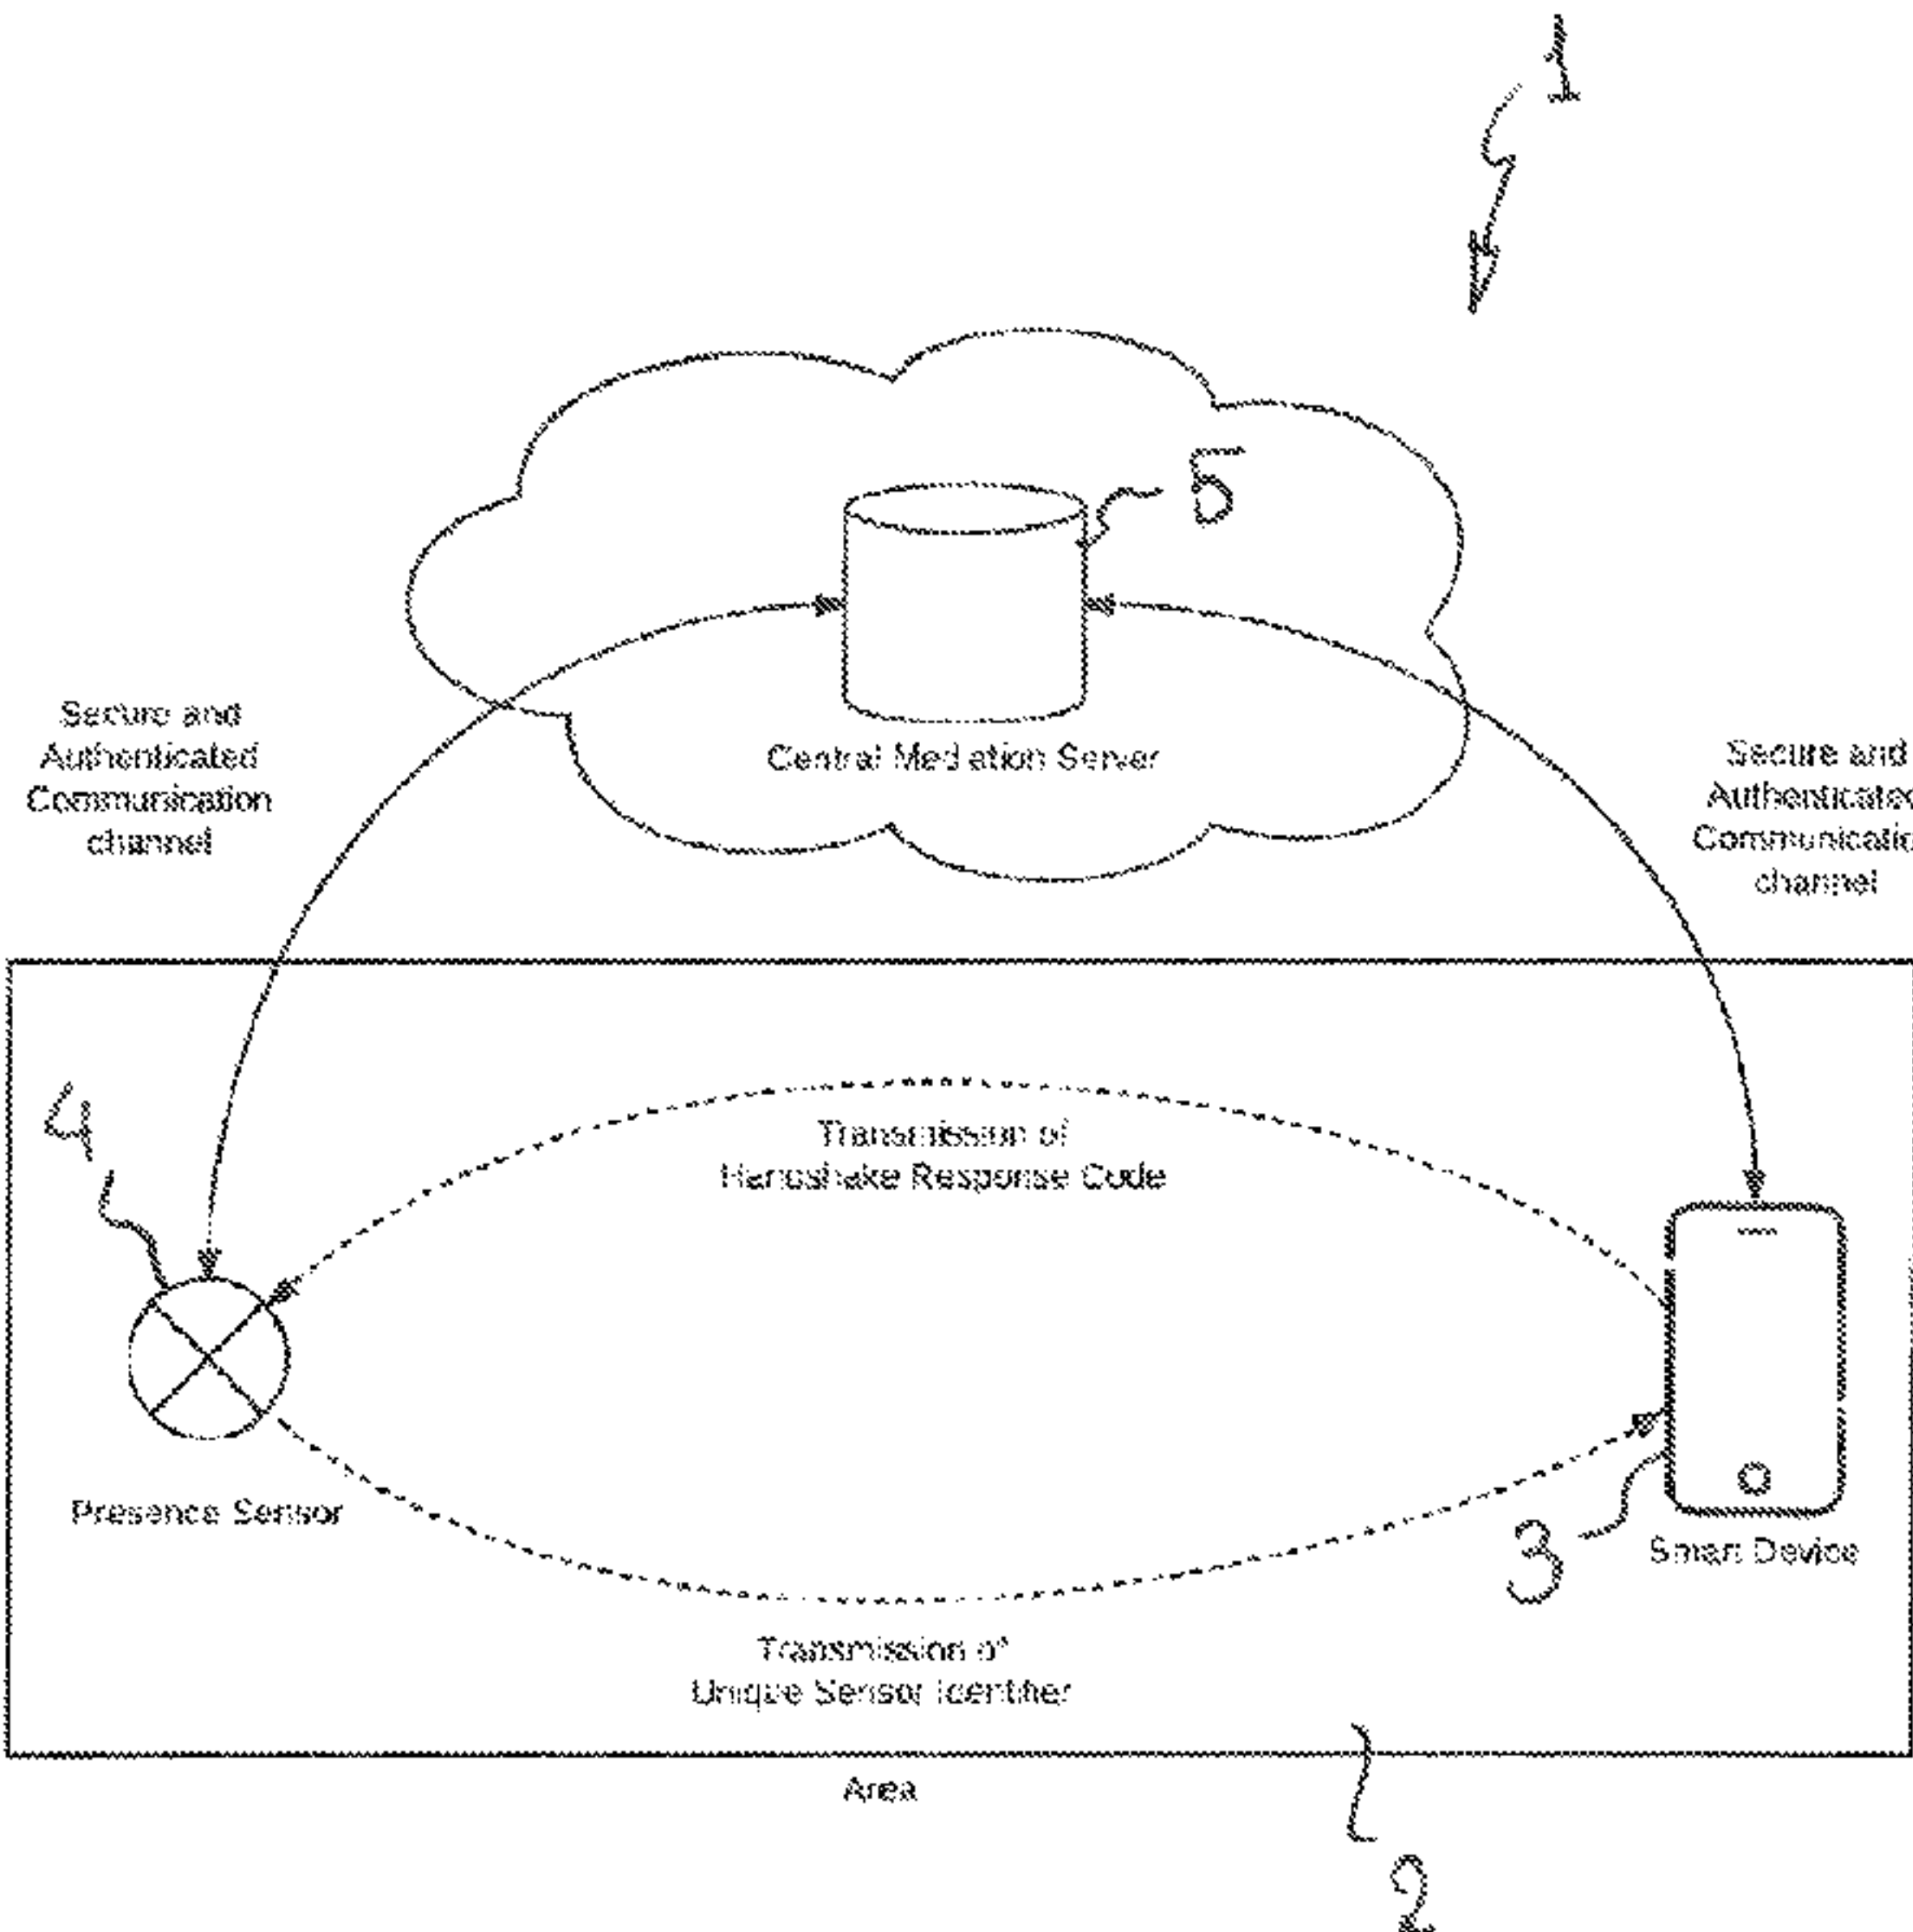 1
5
Central Mediation Server
Secure and
Authenticated
Communication
channel
Secure and
Authenticated
Communication
channel
4
Transmission of
Handshake Response Code
Presence Sensor
3
Smart Device
Transmission of
Unique Sensor Identifier
Area
2